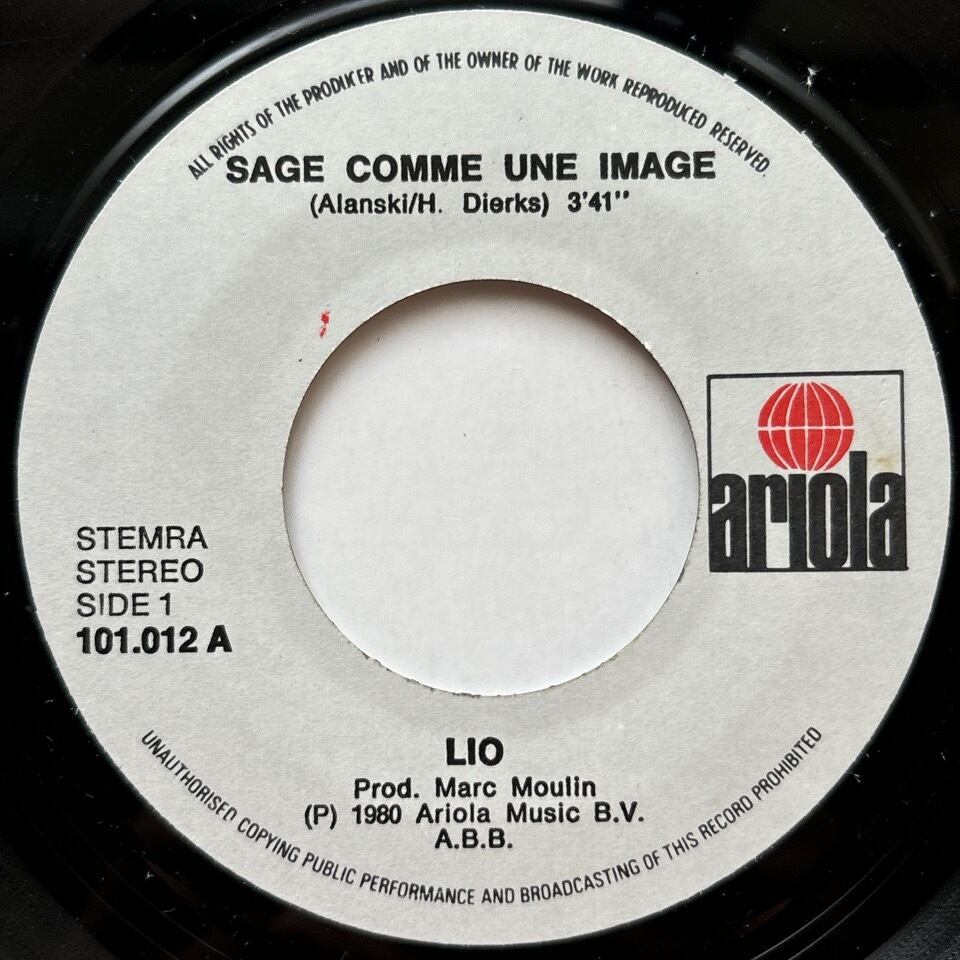 ALL RIGHTS OF THE PRODUCER AND OF THE OWNER OF THE WORK REPRODUCED RESERVED.
SAGE COMME UNE IMAGE
(Alanski/H. Dierks) 3'41"
ariola
STEMRA
STEREO
SIDE 1
101.012 A
LIO
Prod. Marc Moulin
(P) 1980 Ariola Music B.V.
A.B.B.
UNAUTHORISED COPYING PUBLIC PERFORMANCE AND BROADCASTING OF THIS RECORD PROHIBITED